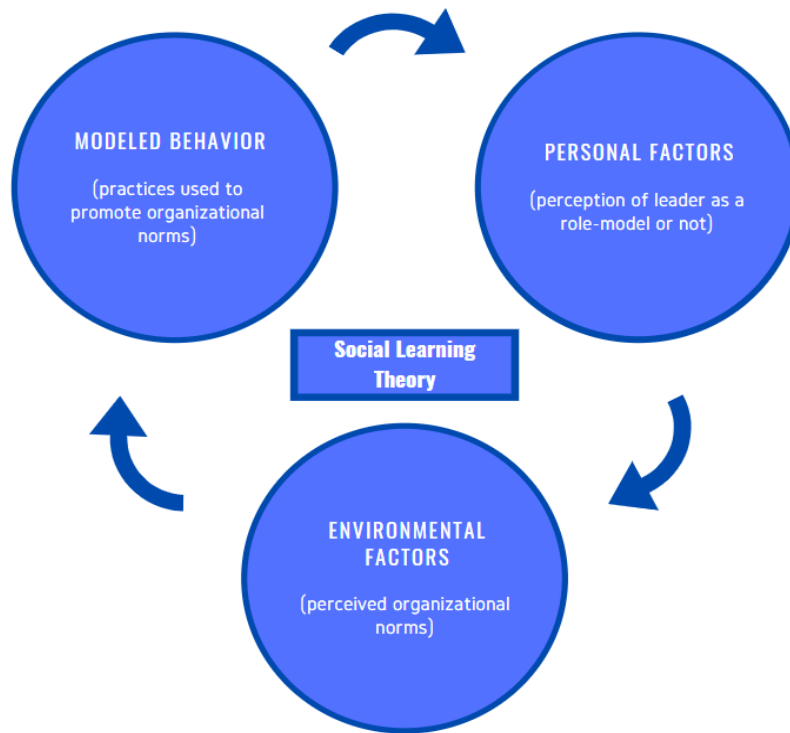 MODELED BEHAVIOR
(practices used to
promote organizational
norms)
PERSONAL FACTORS
(perception of leader as a
role-model or not)
Social Learning
Theory
ENVIRONMENTAL
FACTORS
(perceived organizational
norms)